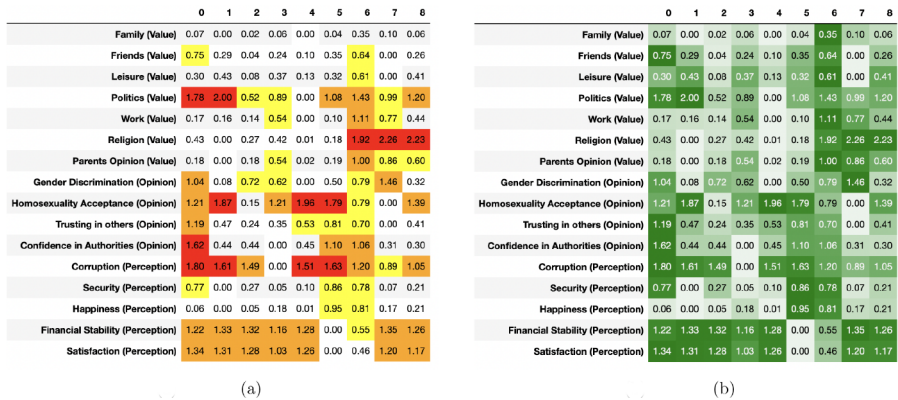 0 1 2 3 4 5 6 7 8
Family (Value) 0.07 0.00 0.02 0.06 0.00 0.04 0.35 0.10 0.06
Friends (Value) 0.75 0.29 0.04 0.24 0.10 0.35 0.64 0.00 0.26
Leisure (Value) 0.30 0.43 0.08 0.37 0.13 0.32 0.61 0.00 0.41
Politics (Value) 1.78 2.00 0.52 0.89 0.00 1.08 1.43 0.99 1.20
Work (Value) 0.17 0.16 0.14 0.54 0.00 0.10 1.11 0.77 0.44
Religion (Value) 0.43 0.00 0.27 0.42 0.01 0.18 1.92 2.26 2.23
Parents Opinion (Value) 0.18 0.00 0.18 0.54 0.02 0.19 1.00 0.86 0.60
Gender Discrimination (Opinion) 1.04 0.08 0.72 0.62 0.00 0.50 0.79 1.46 0.32
Homosexuality Acceptance (Opinion) 1.21 1.87 0.15 1.21 1.96 1.79 0.79 0.00 1.39
Trusting in others (Opinion) 1.19 0.47 0.24 0.35 0.53 0.81 0.70 0.00 0.41
Confidence in Authorities (Opinion) 1.62 0.44 0.44 0.00 0.45 1.10 1.06 0.31 0.30
Corruption (Perception) 1.80 1.61 1.49 0.00 1.51 1.63 1.20 0.89 1.05
Security (Perception) 0.77 0.00 0.27 0.05 0.10 0.86 0.78 0.07 0.21
Happiness (Perception) 0.06 0.00 0.05 0.18 0.01 0.95 0.81 0.17 0.21
Financial Stability (Perception) 1.22 1.33 1.32 1.16 1.28 0.00 0.55 1.35 1.26
Satisfaction (Perception) 1.34 1.31 1.28 1.03 1.26 0.00 0.46 1.20 1.17
(a)
0 1 2 3 4 5 6 7 8
Family (Value) 0.07 0.00 0.02 0.06 0.00 0.04 0.35 0.10 0.06
Friends (Value) 0.75 0.29 0.04 0.24 0.10 0.35 0.64 0.00 0.26
Leisure (Value) 0.30 0.43 0.08 0.37 0.13 0.32 0.61 0.00 0.41
Politics (Value) 1.78 2.00 0.52 0.89 0.00 1.08 1.43 0.99 1.20
Work (Value) 0.17 0.16 0.14 0.54 0.00 0.10 1.11 0.77 0.44
Religion (Value) 0.43 0.00 0.27 0.42 0.01 0.18 1.92 2.26 2.23
Parents Opinion (Value) 0.18 0.00 0.18 0.54 0.02 0.19 1.00 0.86 0.60
Gender Discrimination (Opinion) 1.04 0.08 0.72 0.62 0.00 0.50 0.79 1.46 0.32
Homosexuality Acceptance (Opinion) 1.21 1.87 0.15 1.21 1.96 1.79 0.79 0.00 1.39
Trusting in others (Opinion) 1.19 0.47 0.24 0.35 0.53 0.81 0.70 0.00 0.41
Confidence in Authorities (Opinion) 1.62 0.44 0.44 0.00 0.45 1.10 1.06 0.31 0.30
Corruption (Perception) 1.80 1.61 1.49 0.00 1.51 1.63 1.20 0.89 1.05
Security (Perception) 0.77 0.00 0.27 0.05 0.10 0.86 0.78 0.07 0.21
Happiness (Perception) 0.06 0.00 0.05 0.18 0.01 0.95 0.81 0.17 0.21
Financial Stability (Perception) 1.22 1.33 1.32 1.16 1.28 0.00 0.55 1.35 1.26
Satisfaction (Perception) 1.34 1.31 1.28 1.03 1.26 0.00 0.46 1.20 1.17
(b)